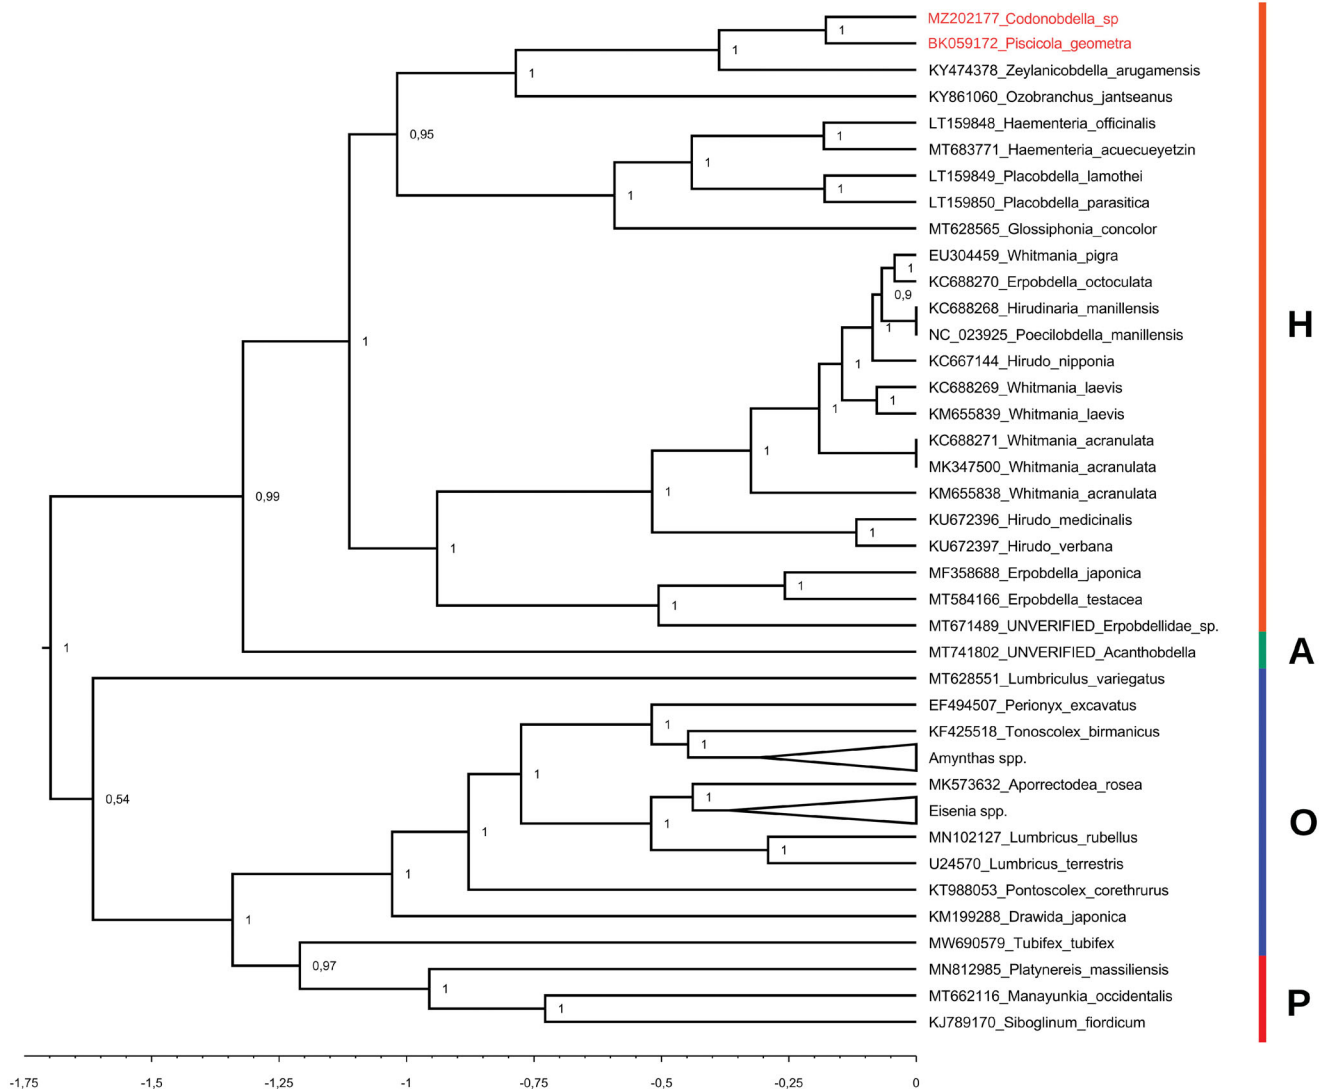 MZ202177_Codonobdella_sp
1
BK059172_Piscicola_geometra
1
KY474378_Zeylanicobdella_arugamensis
1
KY861060_Ozobranchus_jantseanus
LT159848_Haementeria_officinalis
0,95
1
MT683771_Haementeria_acuecueyetzin
1
LT159849_Placobdella_lamothei
1
1
LT159850_Placobdella_parasitica
MT628565_Glossiphonia_concolor
EU304459_Whitmania_pigra
1
KC688270_Erpobdella_octoculata
0,9
KC688268_Hirudinaria_manillensis
H
1
NC_023925_Poecilobdella_manillensis
1
KC667144_Hirudo_nipponia
1
KC688269_Whitmania_laevis
1
1
KM655839_Whitmania_laevis
KC688271_Whitmania_acranulata
1
MK347500_Whitmania_acranulata
1
KM655838_Whitmania_acranulata
0,99
KU672396_Hirudo_medicinalis
1
KU672397_Hirudo_verbana
1
MF358688_Erpobdella_japonica
1
MT584166_Erpobdella_testacea
1
MT671489_UNVERIFIED_Erpobdellidae_sp.
1
MT741802_UNVERIFIED_Acanthobdella
A
MT628551_Lumbriculus_variegatus
EF494507_Perionyx_excavatus
1
KF425518_Tonoscolex_birmanicus
1
Amynthas spp.
1
MK573632_Aporrectodea_rosea
1
0,54
Eisenia spp.
1
O
1
MN102127_Lumbricus_rubellus
1
U24570_Lumbricus_terrestris
1
KT988053_Pontoscolex_corethrurus
1
KM199288_Drawida_japonica
MW690579_Tubifex_tubifex
0,97
MN812985_Platynereis_massiliensis
1
MT662116_Manayunkia_occidentalis
P
1
KJ789170_Siboglinum_fiordicum
-1,75 -1,5 -1,25 -1 -0,75 -0,5 -0,25 0